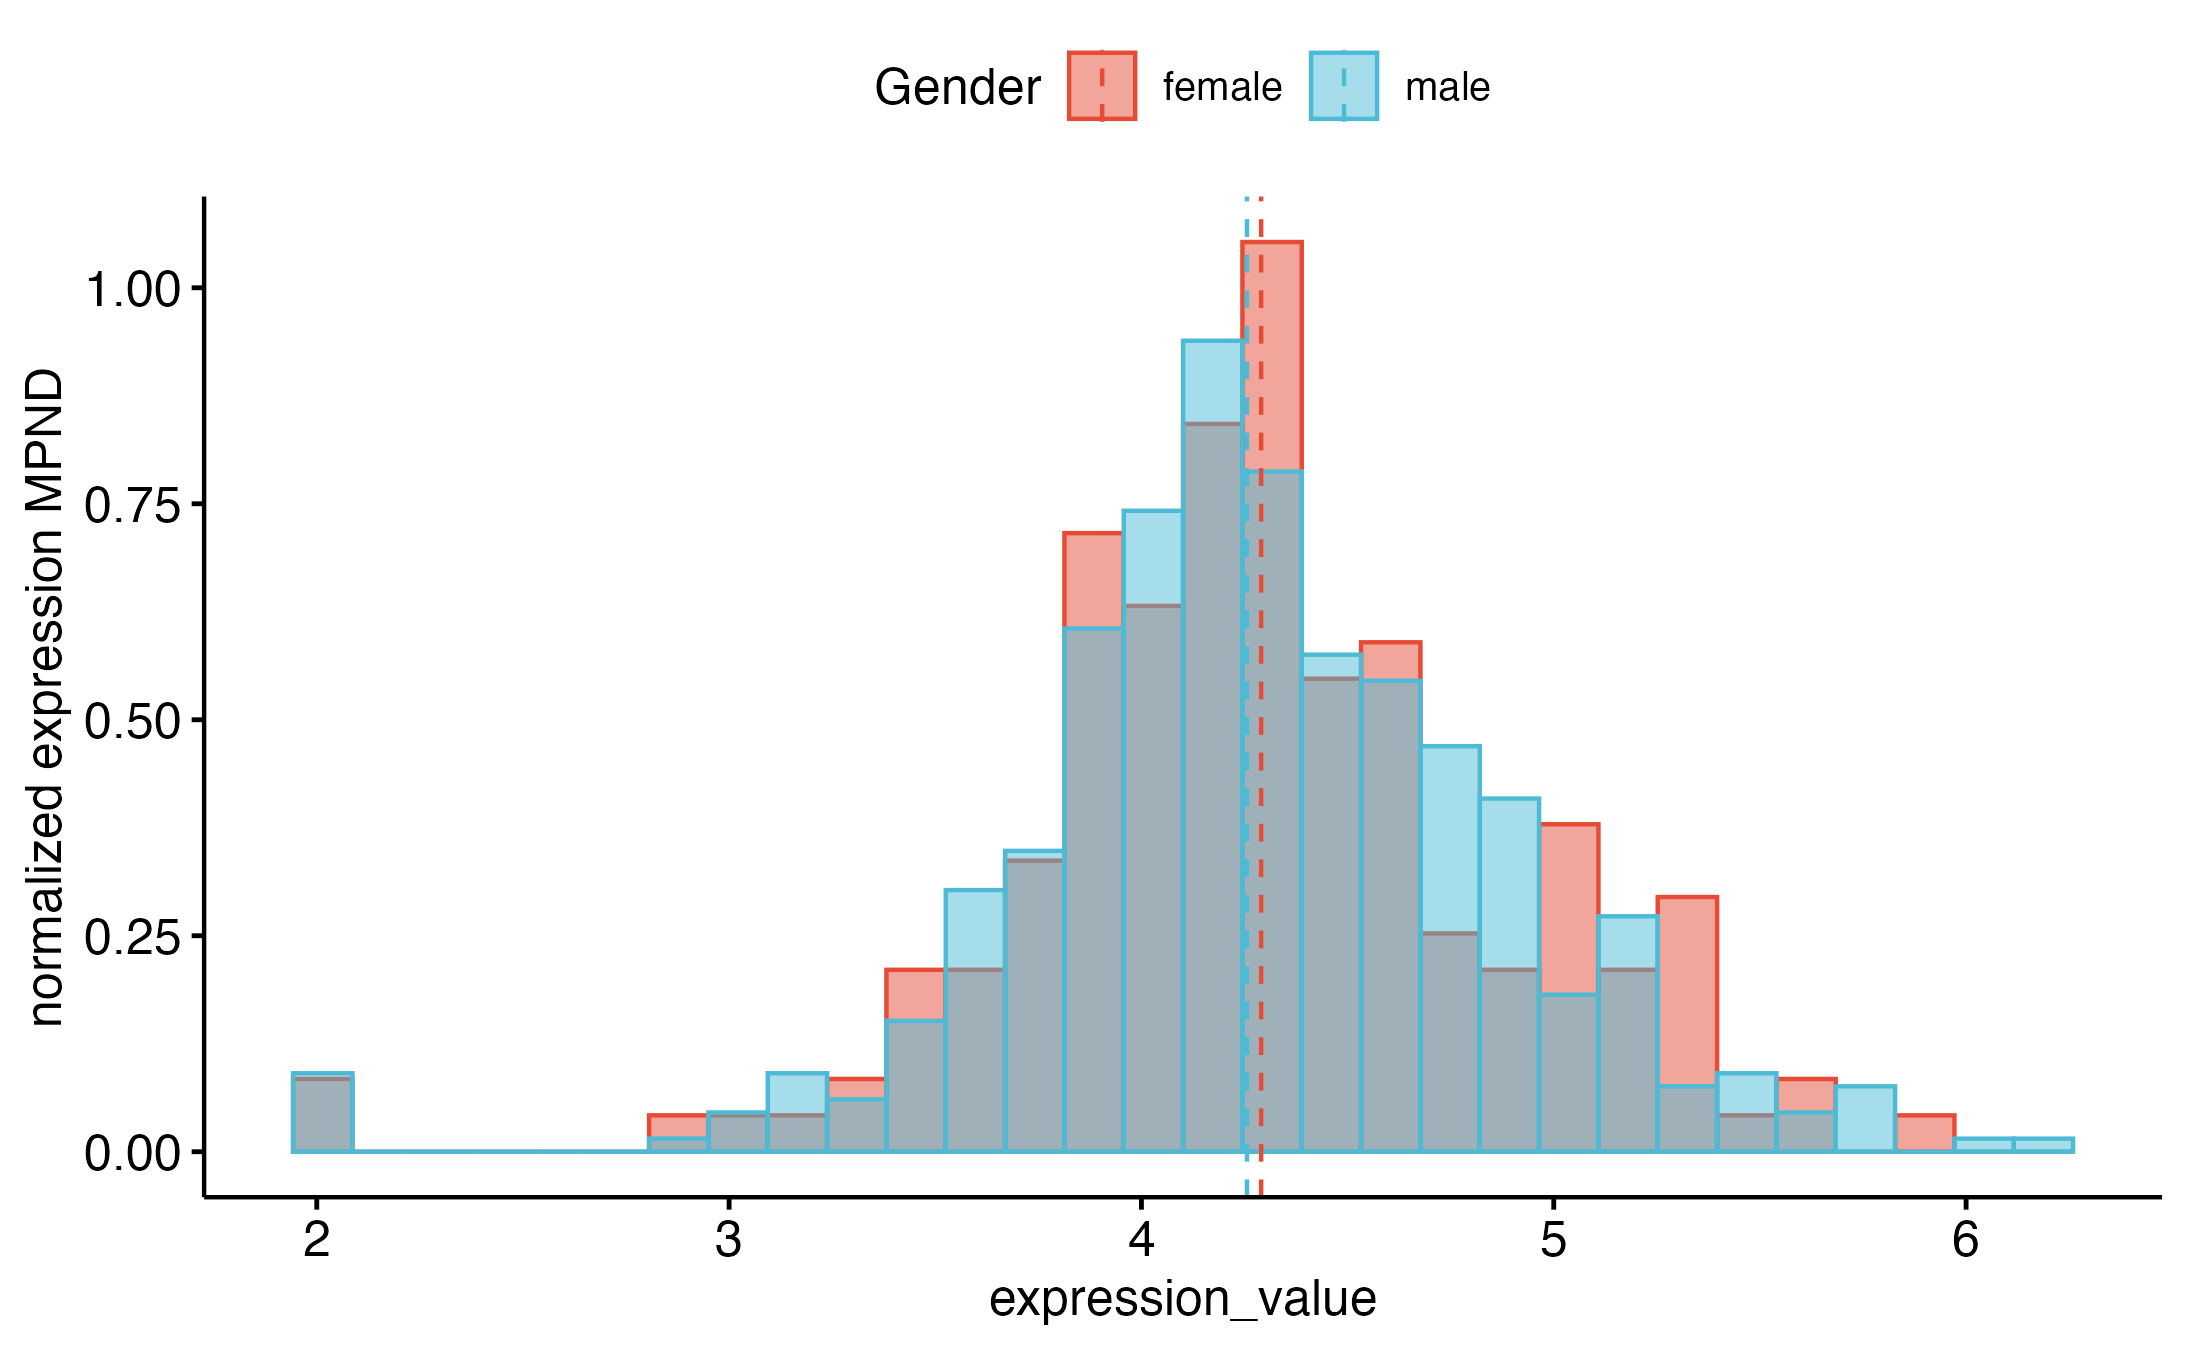 Gender female male
normalized expression MPND
1.00
0.75
0.50
0.25
0.00
2 3 4 5 6
expression_value